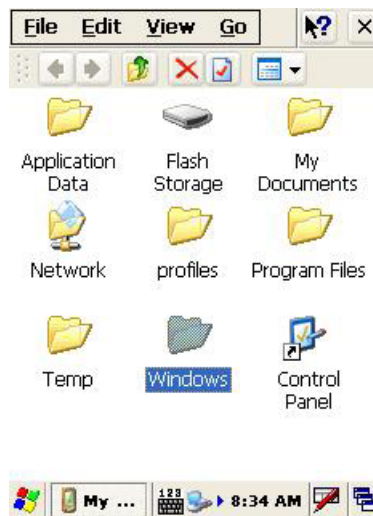 File Edit View Go ? ×
Application Data
Flash Storage
My Documents
Network
profiles
Program Files
Temp
Windows
Control Panel
My ... 123 8:34 AM